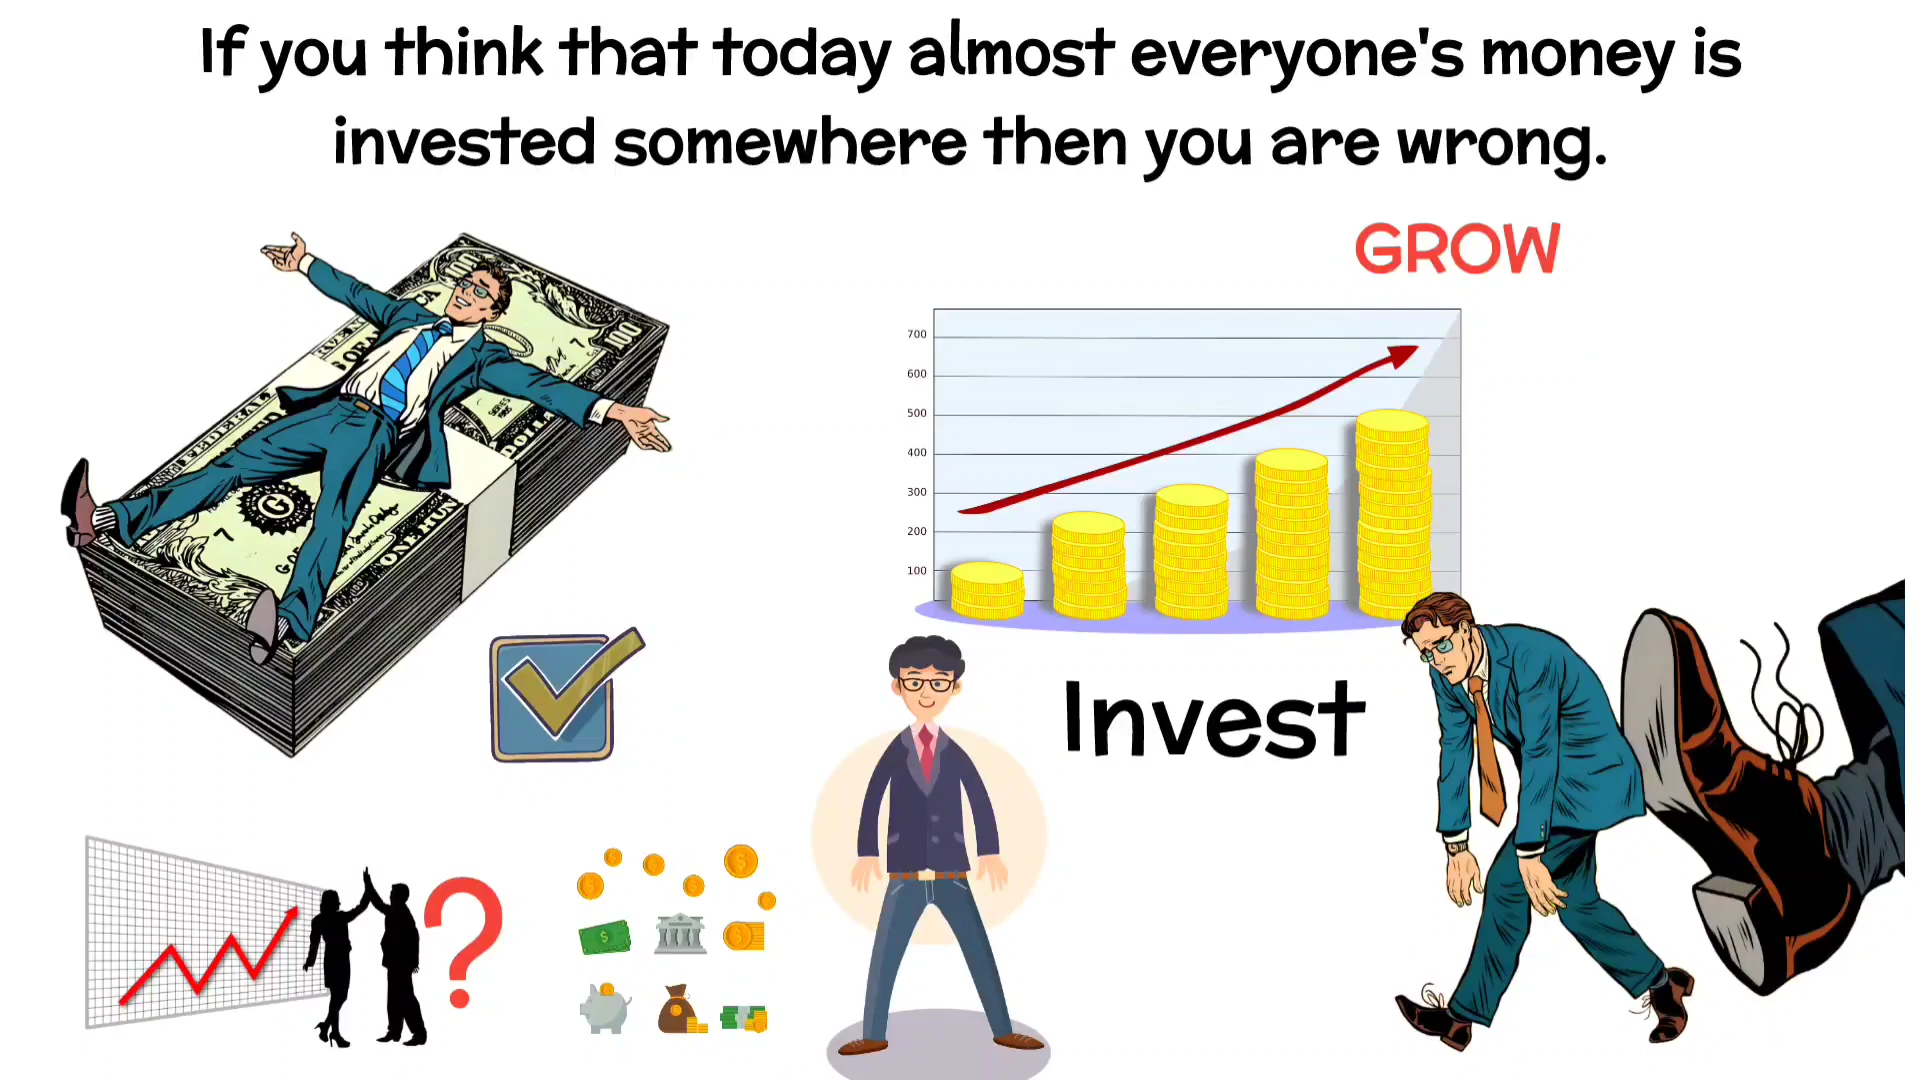 If you think that today almost everyone's money is
invested somewhere then you are wrong.
GROW
700
600
500
400
300
200
100
Invest